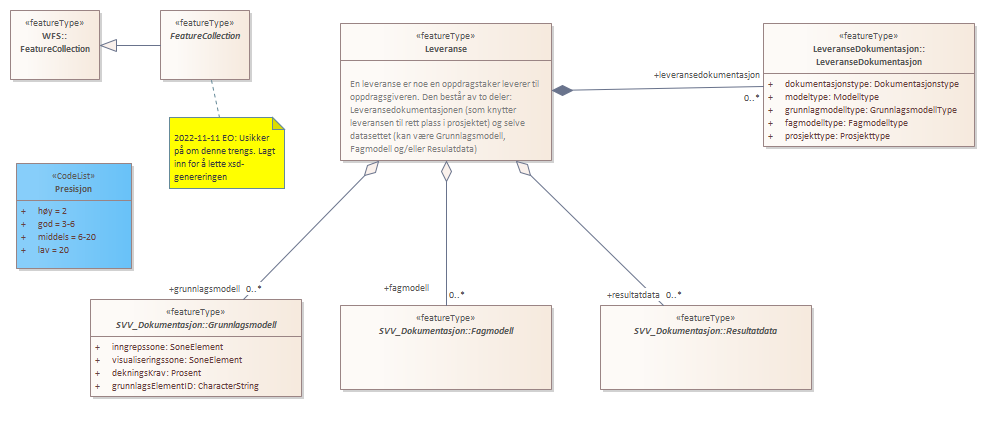 «featureType»
WFS::
FeatureCollection
«featureType»
FeatureCollection
2022-11-11 EO: Usikker
på om denne trengs. Lagt
inn for å lette xsd-
genereringen
«CodeList»
Presisjon
+ høy = 2
+ god = 3-6
+ middels = 6-20
+ lav = 20
«featureType»
Leveranse
En leveranse er noe en oppdragstaker leverer til
oppdragsgiveren. Den består av to deler:
Leveransedokumentasjonen (som knytter
leveransen til rett plass i prosjektet) og selve
datasettet (kan være Grunnlagsmodell,
Fagmodell og/eller Resulatdata)
+leveransedokumentasjon
0..*
«featureType»
LeveranseDokumentasjon::
LeveranseDokumentasjon
+ dokumentasjonstype: Dokumentasjonstype
+ modeltype: Modelltype
+ grunnlagmodelltype: GrunnlagsmodellType
+ fagmodelltype: Fagmodelltype
+ prosjekttype: Prosjekttype
+grunnlagsmodell 0..*
«featureType»
SVV_Dokumentasjon::Grunnlagsmodell
+ inngrepssone: SoneElement
+ visualiseringssone: SoneElement
+ dekningsKrav: Prosent
+ grunnlagsElementID: CharacterString
+fagmodell
0..*
«featureType»
SVV_Dokumentasjon::Fagmodell
+resultatdata 0..*
«featureType»
SVV_Dokumentasjon::Resultatdata